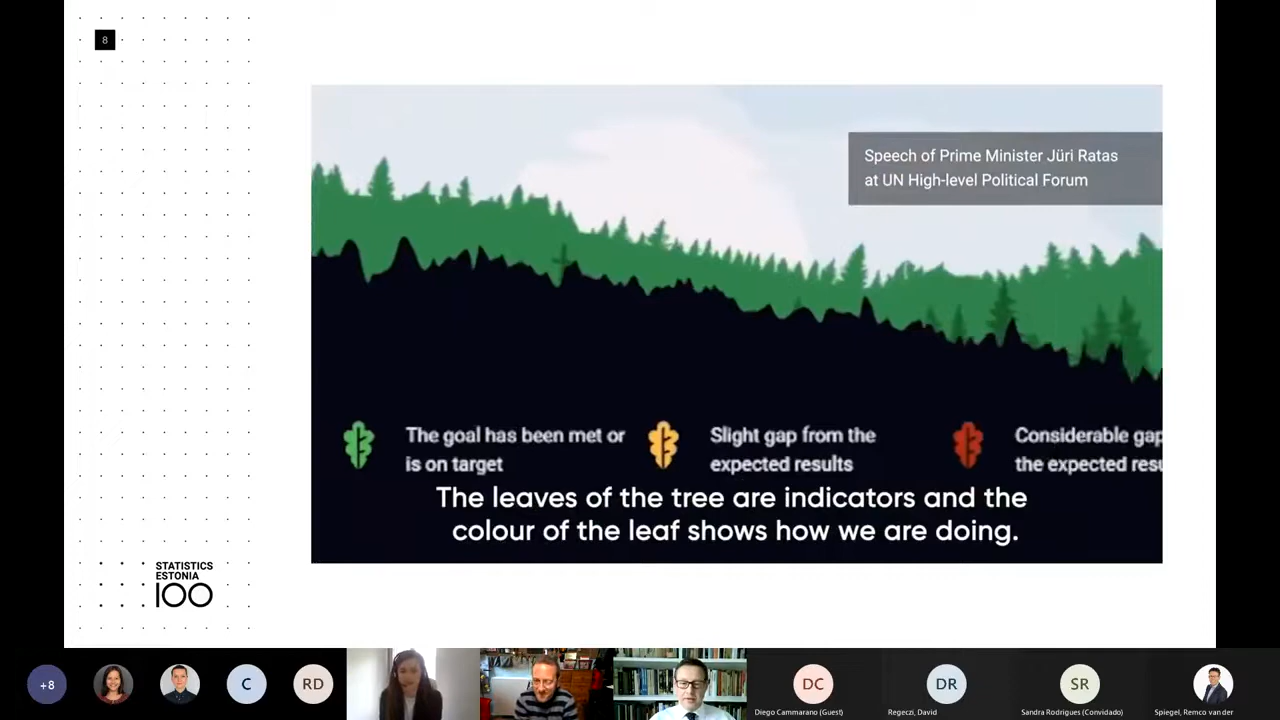 8
Speech of Prime Minister Jüri Ratas
at UN High-level Political Forum
The goal has been met or
is on target
Slight gap from the
expected results
Considerable gap
the expected resu
The leaves of the tree are indicators and the
colour of the leaf shows how we are doing.
STATISTICS
ESTONIA
100
+8
C
RD
DC
DR
SR
Diego Cammarano (Guest)
Regeczi, David
Sandra Rodrigues (Convidado)
Spiegel, Remco van der